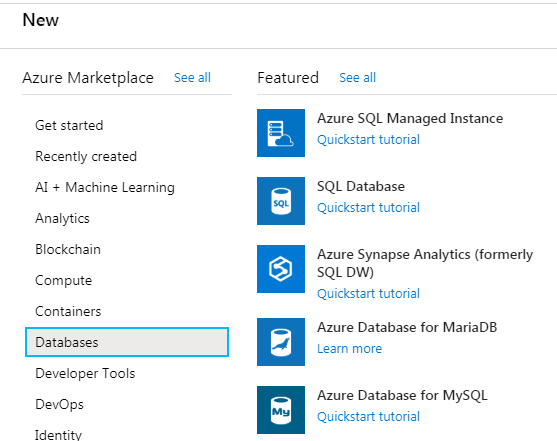 New
Azure Marketplace See all
Get started
Recently created
AI + Machine Learning
Analytics
Blockchain
Compute
Containers
Databases
Developer Tools
DevOps
Identity
Featured See all
Azure SQL Managed Instance
Quickstart tutorial
SQL
SQL Database
Quickstart tutorial
Azure Synapse Analytics (formerly
SQL DW)
Quickstart tutorial
Azure Database for MariaDB
Learn more
My
Azure Database for MySQL
Quickstart tutorial